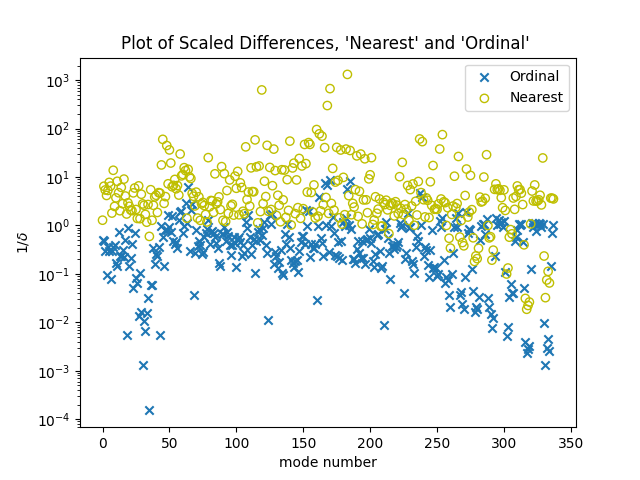 Plot of Scaled Differences, 'Nearest' and 'Ordinal'
Ordinal
Nearest
10³
10²
10¹
10⁰
10⁻¹
10⁻²
10⁻³
10⁻⁴
1/δ
0 50 100 150 200 250 300 350
mode number